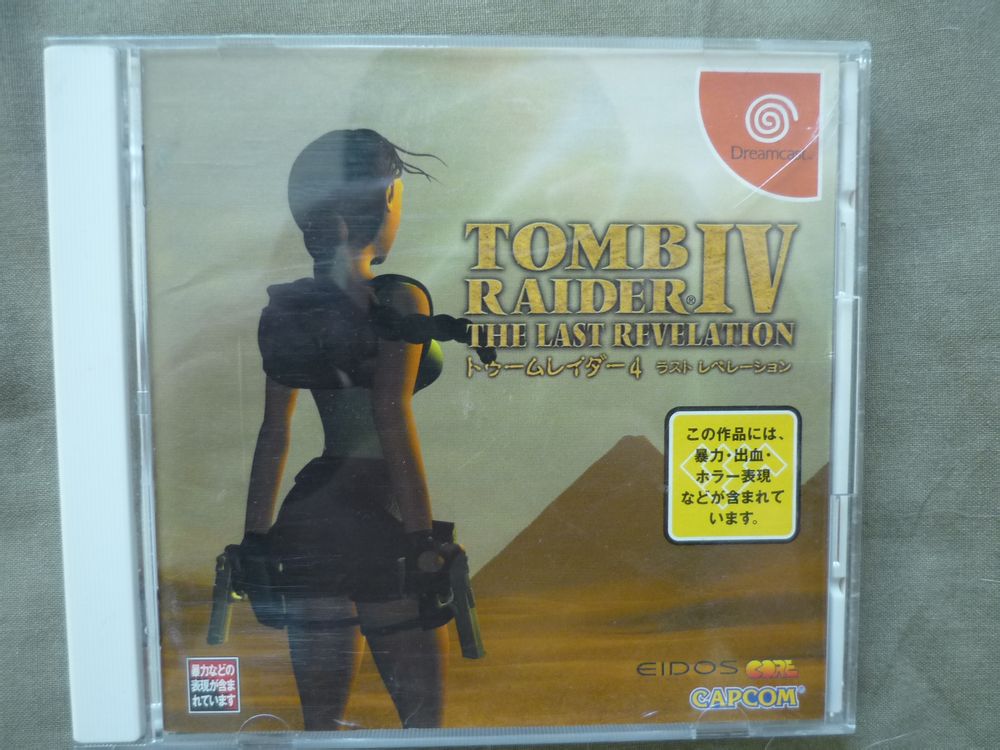 Dreamcast
TOMB
RAIDER® IV
THE LAST REVELATION
トゥームレイダー4 ラスト レベレーション
この作品には、
暴力・出血・
ホラー表現
などが含まれて
います。
EIDOS CORE
CAPCOM
暴力などの
表現が含ま
れています